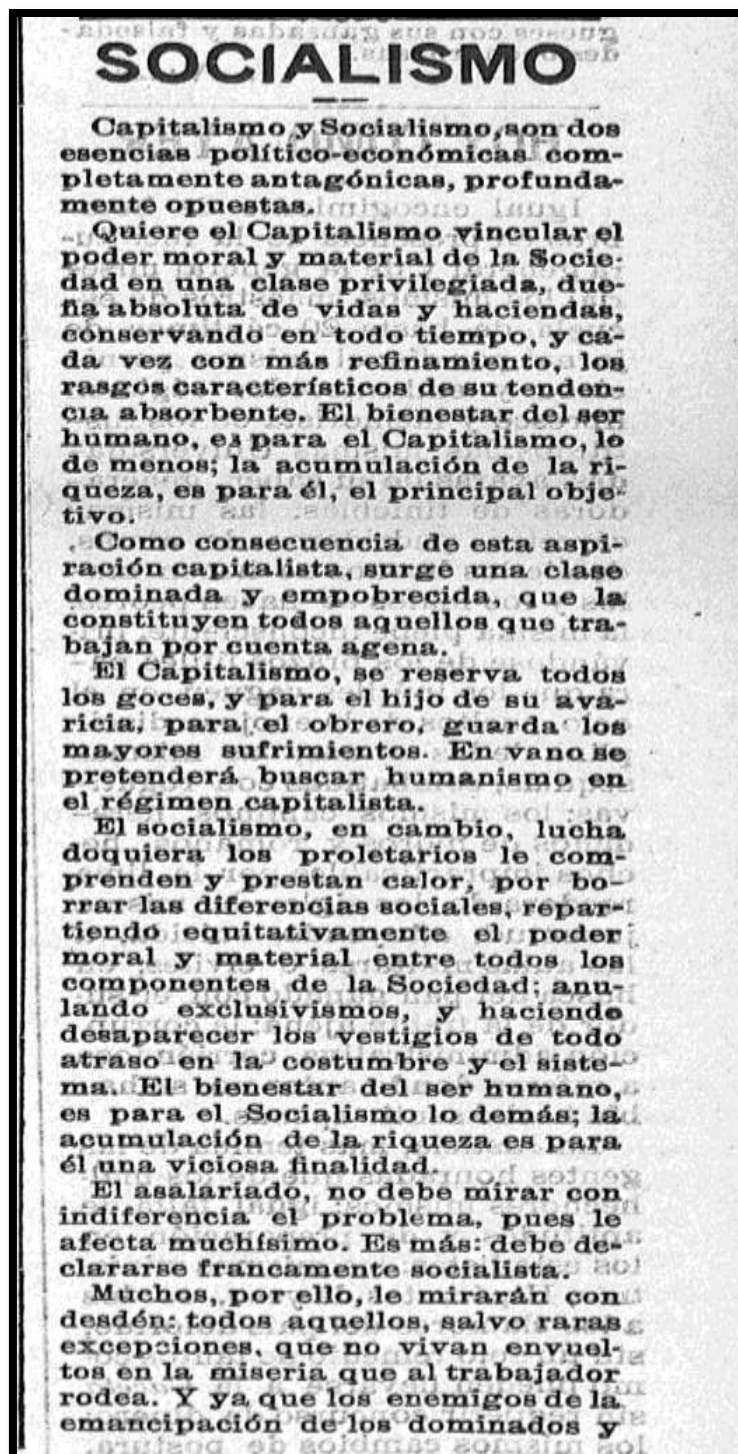 SOCIALISMO
Capitalismo y Socialismo, son dos
esencias político-económicas com-
pletamente antagónicas, profunda-
mente opuestas.
Quiere el Capitalismo vincular el
poder moral y material de la Socie-
dad en una clase privilegiada, due-
ña absoluta de vidas y haciendas,
conservando en todo tiempo, y ca-
da vez con más refinamiento, los
rasgos característicos de su tenden-
cia absorbente. El bienestar del ser
humano, es para el Capitalismo, lo
de menos; la acumulación de la ri-
queza, es para él, el principal obje-
tivo.
Como consecuencia de esta aspi-
ración capitalista, surge una clase
dominada y empobrecida, que la
constituyen todos aquellos que tra-
bajan por cuenta agena.
El Capitalismo, se reserva todos
los goces, y para el hijo de su ava-
ricia, para el obrero, guarda los
mayores sufrimientos. En vano se
pretenderá buscar humanismo en
el régimen capitalista.
El socialismo, en cambio, lucha
doquiera los proletarios le com-
prenden y prestan calor, por bo-
rrar las diferencias sociales, repar-
tiendo equitativamente el poder
moral y material entre todos los
componentes de la Sociedad; anu-
lando exclusivismos, y haciendo
desaparecer los vestigios de todo
atraso en la costumbre y el siste-
ma. El bienestar del ser humano,
es para el Socialismo lo demás; la
acumulación de la riqueza es para
él una viciosa finalidad.
El asalariado, no debe mirar con
indiferencia el problema, pues le
afecta muchísimo. Es más: debe de-
clararse francamente socialista.
Muchos, por ello, le mirarán con
desdén: todos aquellos, salvo raras
excepciones, que no vivan envuel-
tos en la miseria que al trabajador
rodea. Y ya que los enemigos de la
emancipación de los dominados y